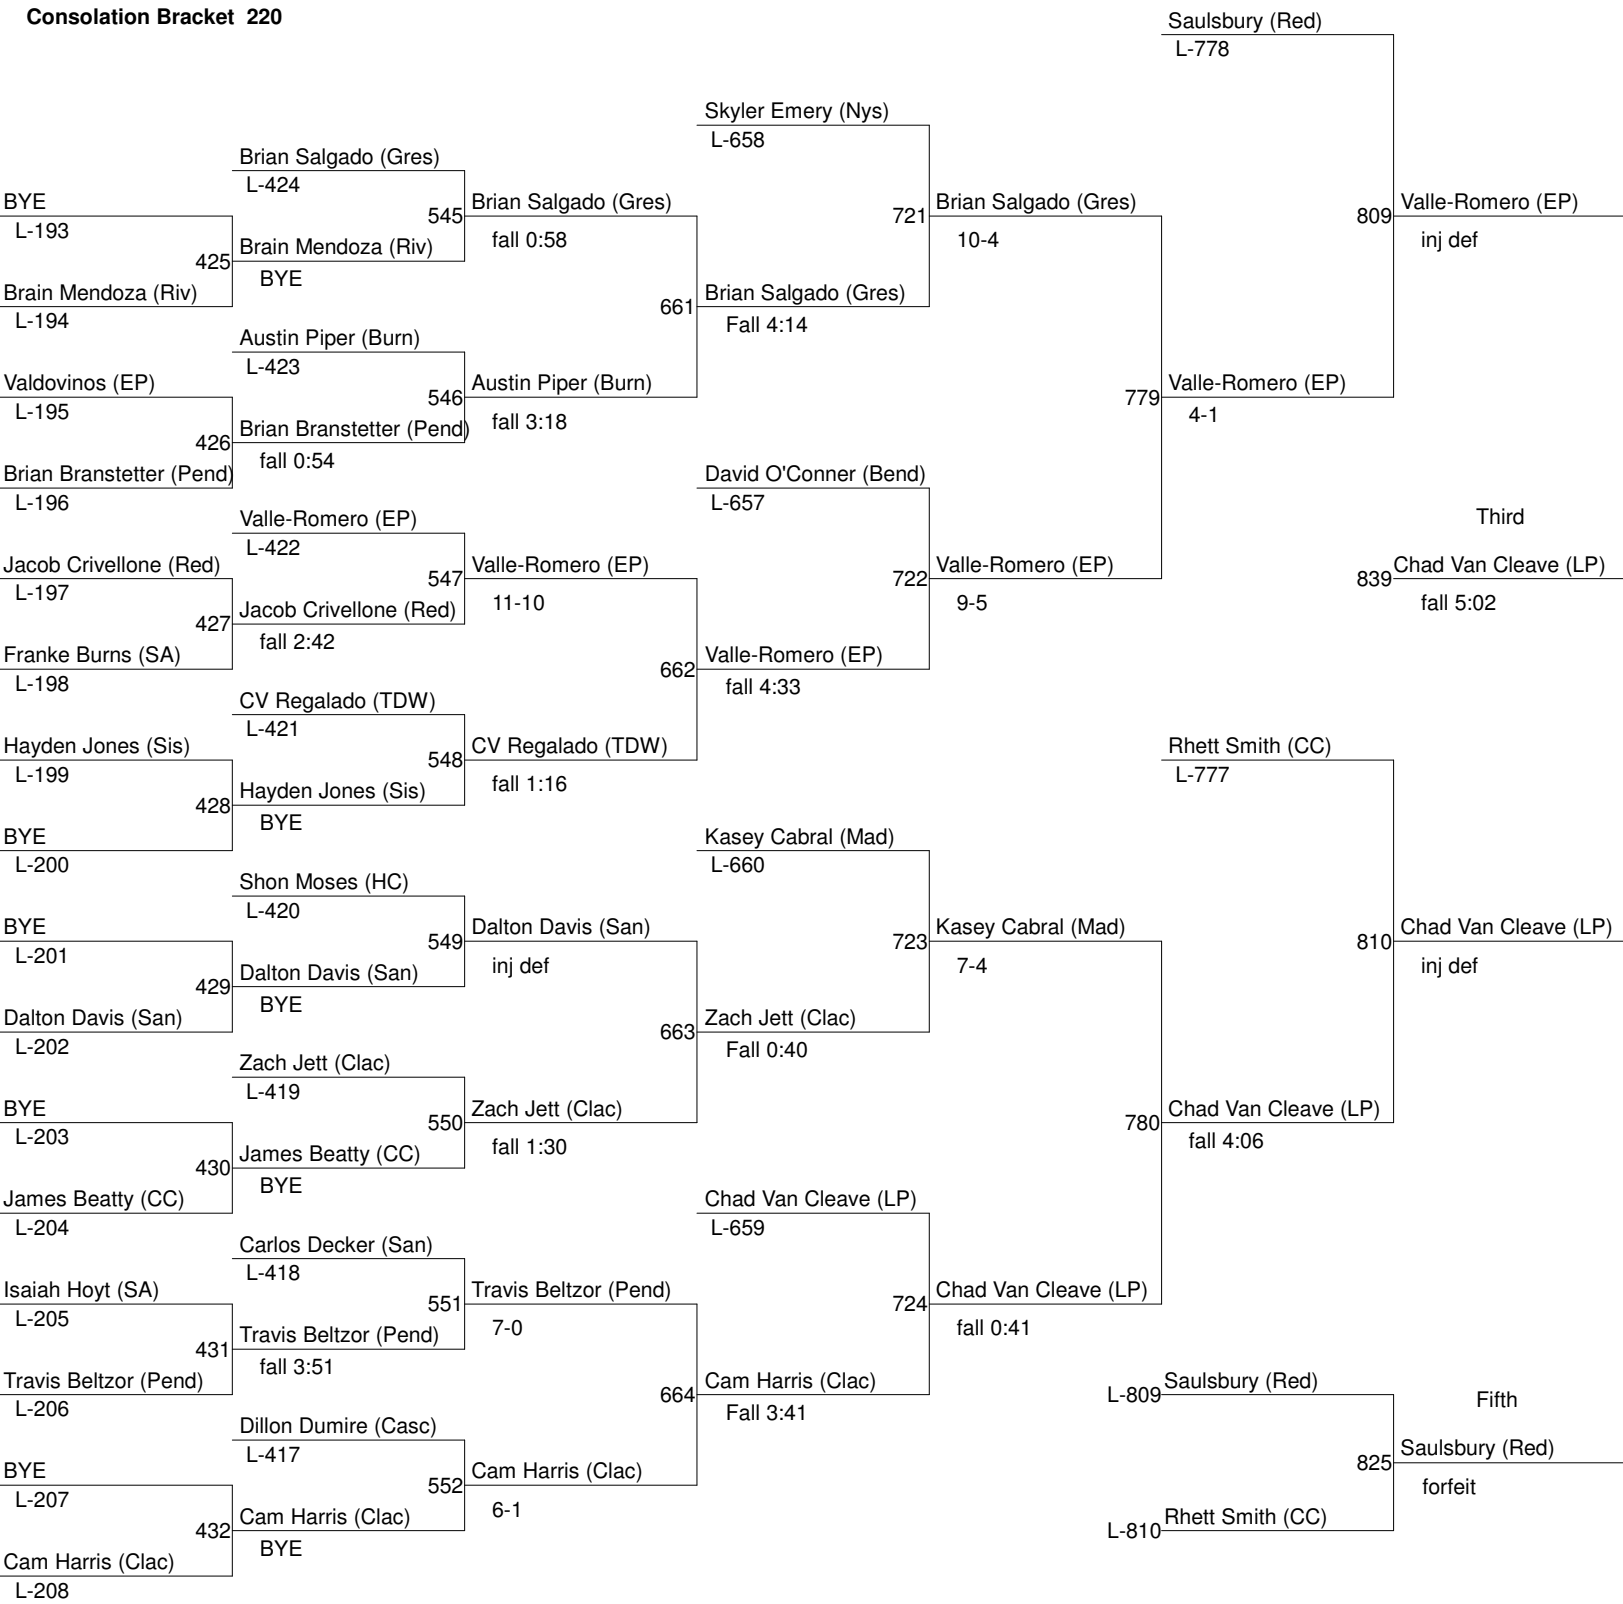 Consolation Bracket 220
Saulsbury (Red)
L-778
Skyler Emery (Nys)
L-658
Brian Salgado (Gres)
L-424
BYE
L-193
545
Brian Salgado (Gres)
fall 0:58
721
Brian Salgado (Gres)
10-4
809
Valle-Romero (EP)
inj def
425
Brain Mendoza (Riv)
BYE
Brain Mendoza (Riv)
L-194
661
Brian Salgado (Gres)
Fall 4:14
Austin Piper (Burn)
L-423
Valdovinos (EP)
L-195
546
Austin Piper (Burn)
fall 3:18
779
Valle-Romero (EP)
4-1
426
Brian Branstetter (Pend)
fall 0:54
Brian Branstetter (Pend)
L-196
David O'Conner (Bend)
L-657
Valle-Romero (EP)
L-422
Third
Jacob Crivellone (Red)
L-197
547
Valle-Romero (EP)
11-10
722
Valle-Romero (EP)
9-5
839
Chad Van Cleave (LP)
fall 5:02
427
Jacob Crivellone (Red)
fall 2:42
Franke Burns (SA)
L-198
662
Valle-Romero (EP)
fall 4:33
CV Regalado (TDW)
L-421
Hayden Jones (Sis)
L-199
548
CV Regalado (TDW)
fall 1:16
Rhett Smith (CC)
L-777
428
Hayden Jones (Sis)
BYE
BYE
L-200
Kasey Cabral (Mad)
L-660
Shon Moses (HC)
L-420
BYE
L-201
549
Dalton Davis (San)
inj def
723
Kasey Cabral (Mad)
7-4
810
Chad Van Cleave (LP)
inj def
429
Dalton Davis (San)
BYE
Dalton Davis (San)
L-202
663
Zach Jett (Clac)
Fall 0:40
Zach Jett (Clac)
L-419
BYE
L-203
550
Zach Jett (Clac)
fall 1:30
780
Chad Van Cleave (LP)
fall 4:06
430
James Beatty (CC)
BYE
James Beatty (CC)
L-204
Chad Van Cleave (LP)
L-659
Carlos Decker (San)
L-418
Isaiah Hoyt (SA)
L-205
551
Travis Beltzor (Pend)
7-0
724
Chad Van Cleave (LP)
fall 0:41
431
Travis Beltzor (Pend)
fall 3:51
Travis Beltzor (Pend)
L-206
664
Cam Harris (Clac)
Fall 3:41
L-809
Saulsbury (Red)
Fifth
Dillon Dumire (Casc)
L-417
825
Saulsbury (Red)
forfeit
BYE
L-207
552
Cam Harris (Clac)
6-1
432
Cam Harris (Clac)
BYE
L-810
Rhett Smith (CC)
Cam Harris (Clac)
L-208